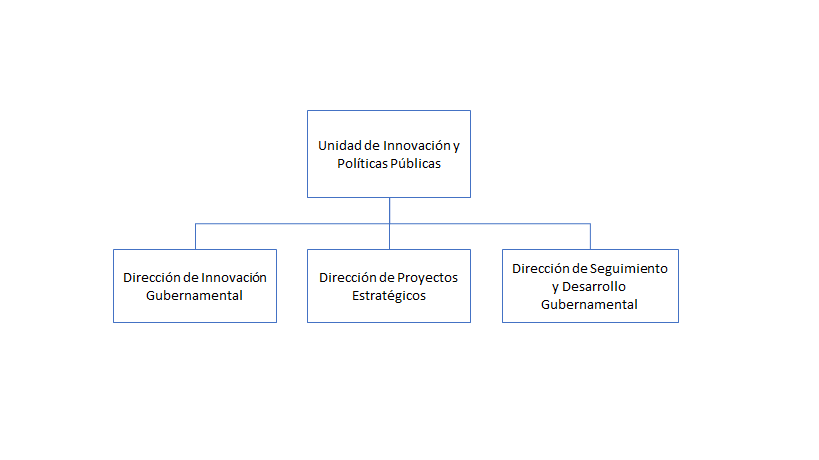 Unidad de Innovación y
Políticas Públicas
Dirección de Innovación
Gubernamental
Dirección de Proyectos
Estratégicos
Dirección de Seguimiento
y Desarrollo
Gubernamental